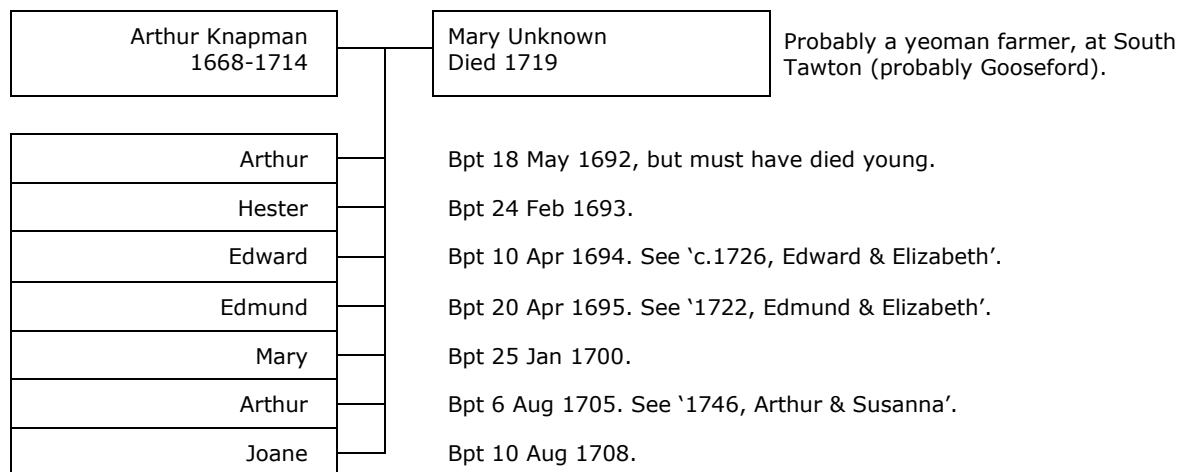 Arthur Knapman
1668-1714
Mary Unknown
Died 1719
Probably a yeoman farmer, at South
Tawton (probably Gooseford).
Arthur
Bpt 18 May 1692, but must have died young.
Hester
Bpt 24 Feb 1693.
Edward
Bpt 10 Apr 1694. See ‘c.1726, Edward & Elizabeth’.
Edmund
Bpt 20 Apr 1695. See ‘1722, Edmund & Elizabeth’.
Mary
Bpt 25 Jan 1700.
Arthur
Bpt 6 Aug 1705. See ‘1746, Arthur & Susanna’.
Joane
Bpt 10 Aug 1708.